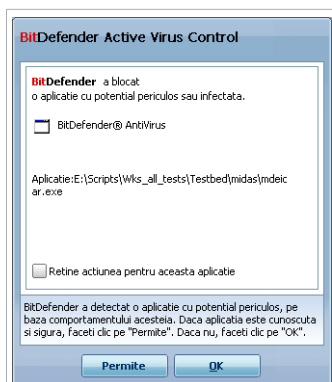 BitDefender Active Virus Control
BitDefender a blocat
o aplicatie cu potential periculos sau infectata.
BitDefender® AntiVirus
Aplicatie:E:\Scripts\Wks_all_tests\Testbed\midas\mdeic
ar.exe
Retine actiunea pentru aceasta aplicatie
BitDefender a detectat o aplicatie cu potential periculos, pe
baza comportamentului acesteia. Daca aplicatia este cunoscuta
si sigura, faceti clic pe "Permite". Daca nu, faceti clic pe "OK".
Permite
OK